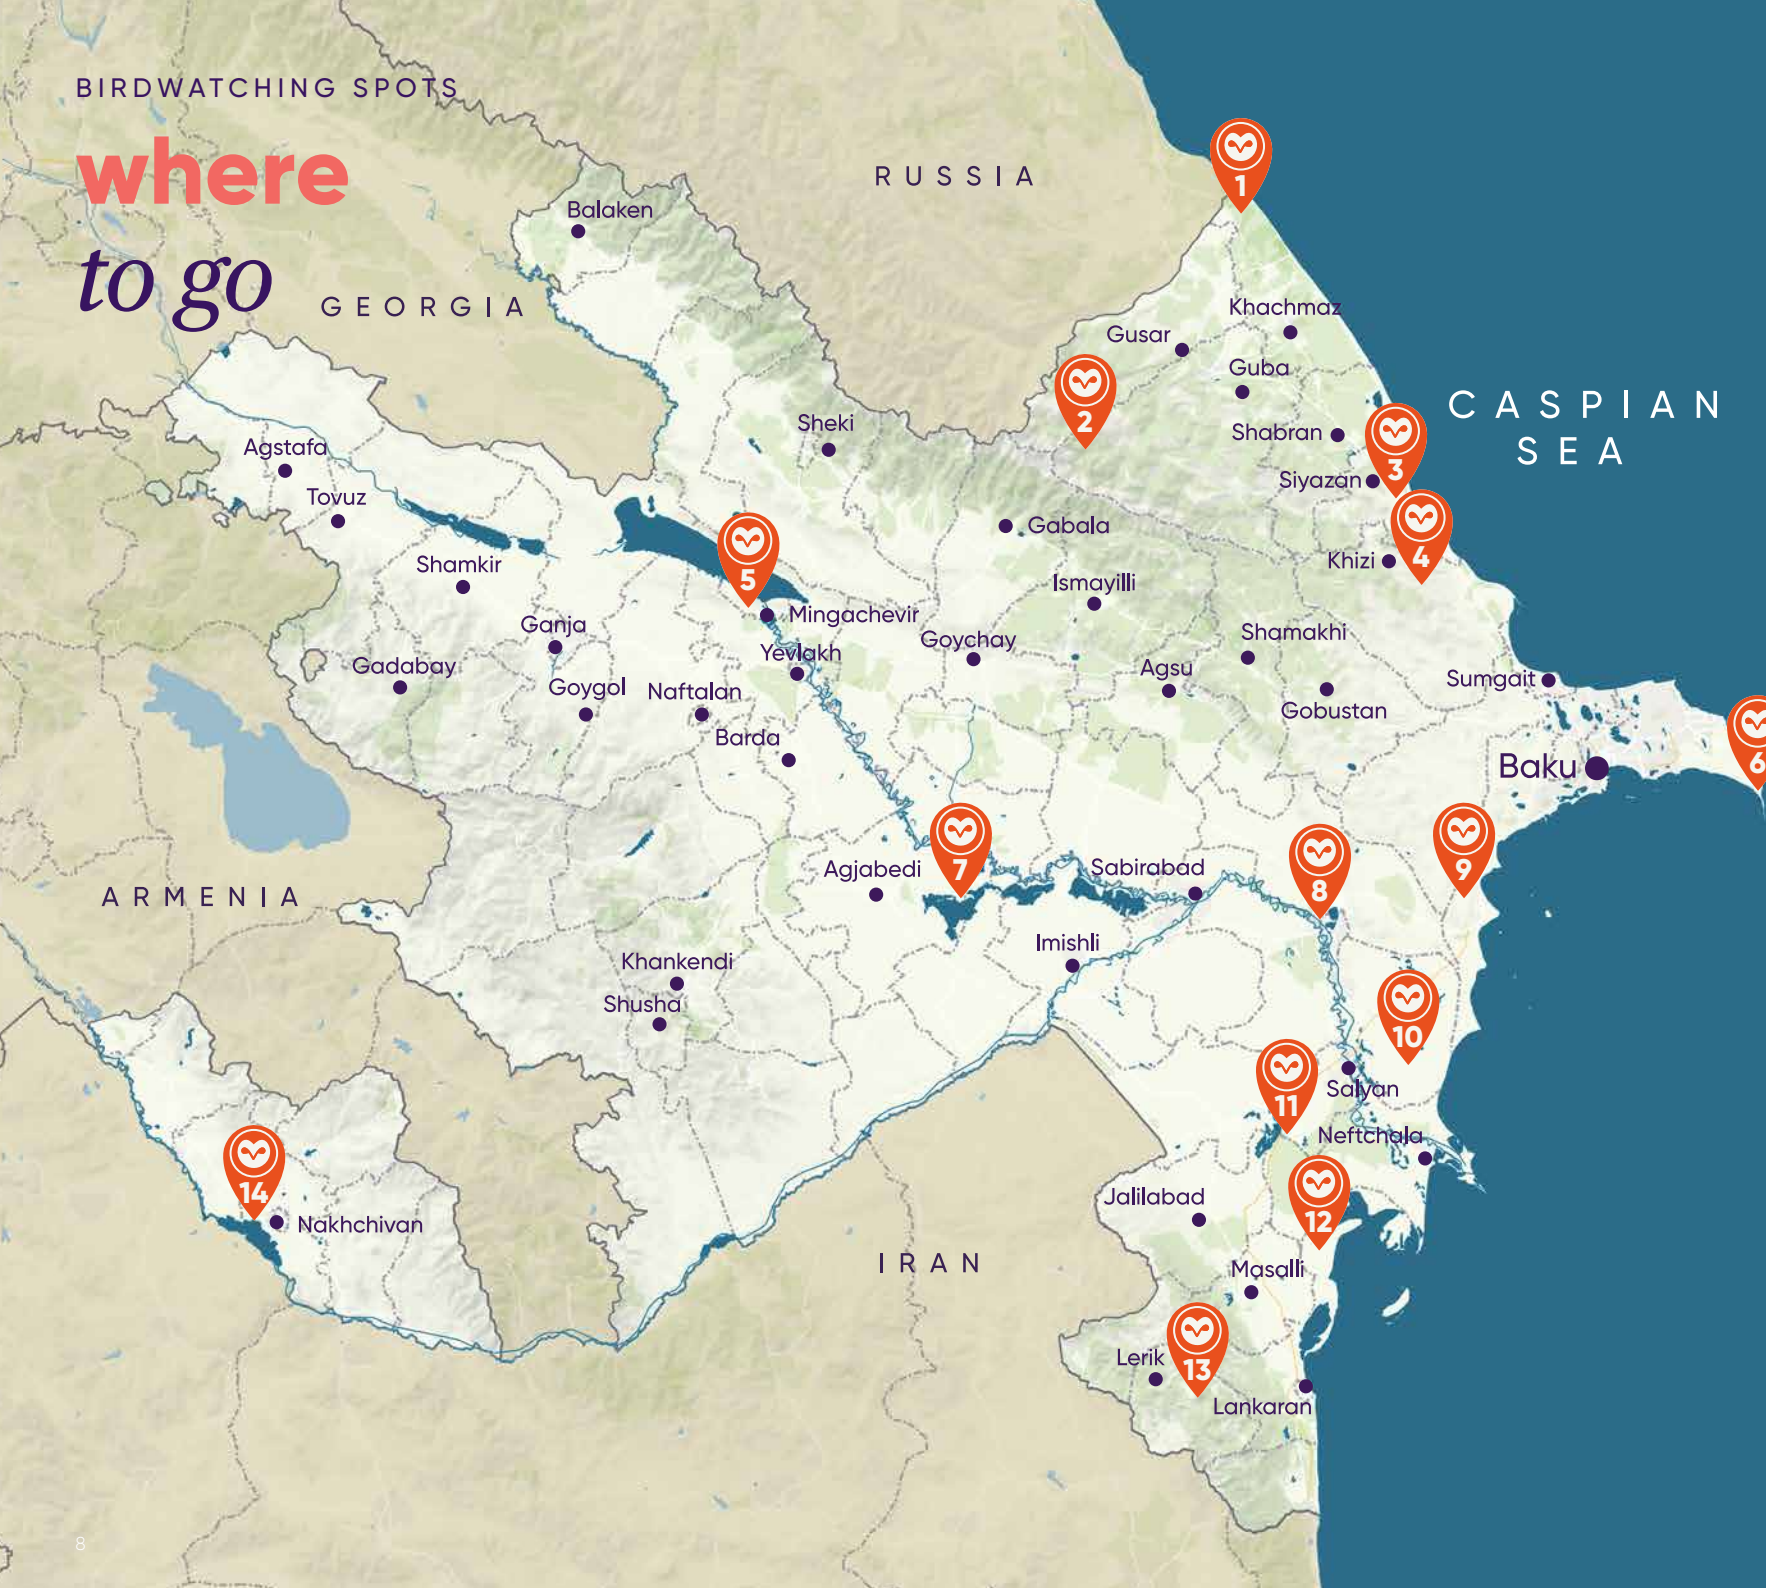 BIRDWATCHING SPOTS
where
to go
RUSSIA
GEORGIA
CASPIAN
SEA
ARMENIA
IRAN
1
Balaken
Khachmaz
Gusar
Guba
2
Sheki
Shabran
3
Siyazan
Agstafa
Tovuz
Gabala
4
Khizi
5
Shamkir
Ismayilli
Mingachevir
Ganja
Goychay
Shamakhi
Yevlakh
Gadabay
Agsu
Sumgait
Goygol
Naftalan
Gobustan
Barda
Baku
6
7
Agjabedi
Sabirabad
8
9
Imishli
Khankendi
Shusha
10
11
Salyan
Neftchala
14
Nakhchivan
Jalilabad
12
Masalli
Lerik
13
Lankaran
8